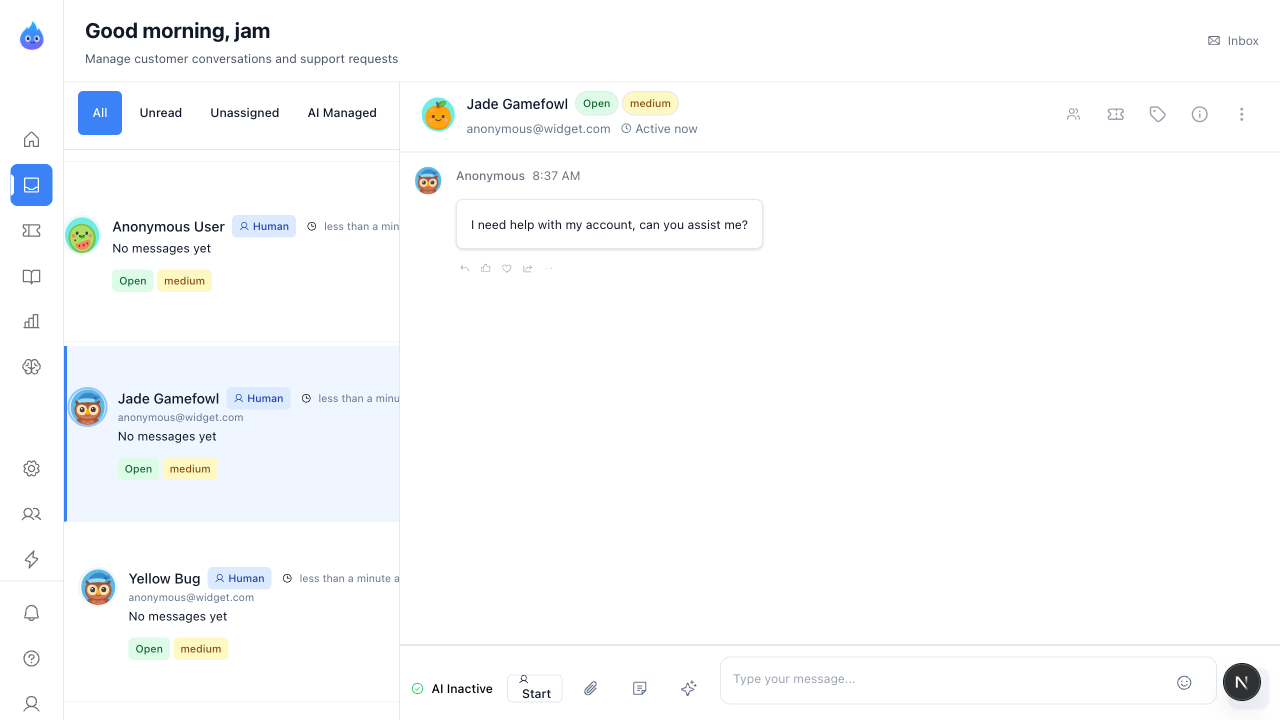 Good morning, jam
Manage customer conversations and support requests
Inbox
All Unread Unassigned AI Managed
Anonymous User Human less than a min
No messages yet
Open medium
Jade Gamefowl Human less than a minu
anonymous@widget.com
No messages yet
Open medium
Yellow Bug Human less than a minute a
anonymous@widget.com
No messages yet
Open medium
Jade Gamefowl Open medium
anonymous@widget.com Active now
Anonymous 8:37 AM
I need help with my account, can you assist me?
AI Inactive
Start
Type your message...
N